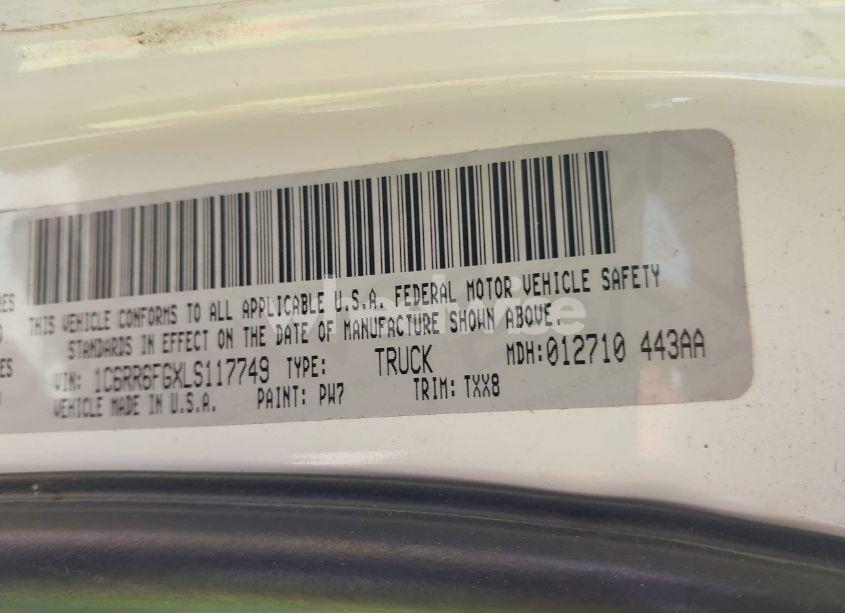 THIS VEHICLE CONFORMS TO ALL APPLICABLE U.S.A. FEDERAL MOTOR VEHICLE SAFETY
STANDARDS IN EFFECT ON THE DATE OF MANUFACTURE SHOWN ABOVE.
VIN: 1C6RR6FGXLS117749 TYPE: TRUCK MDH:012710 443AA
VEHICLE MADE IN U.S.A. PAINT: PW7 TRIM: TXX8